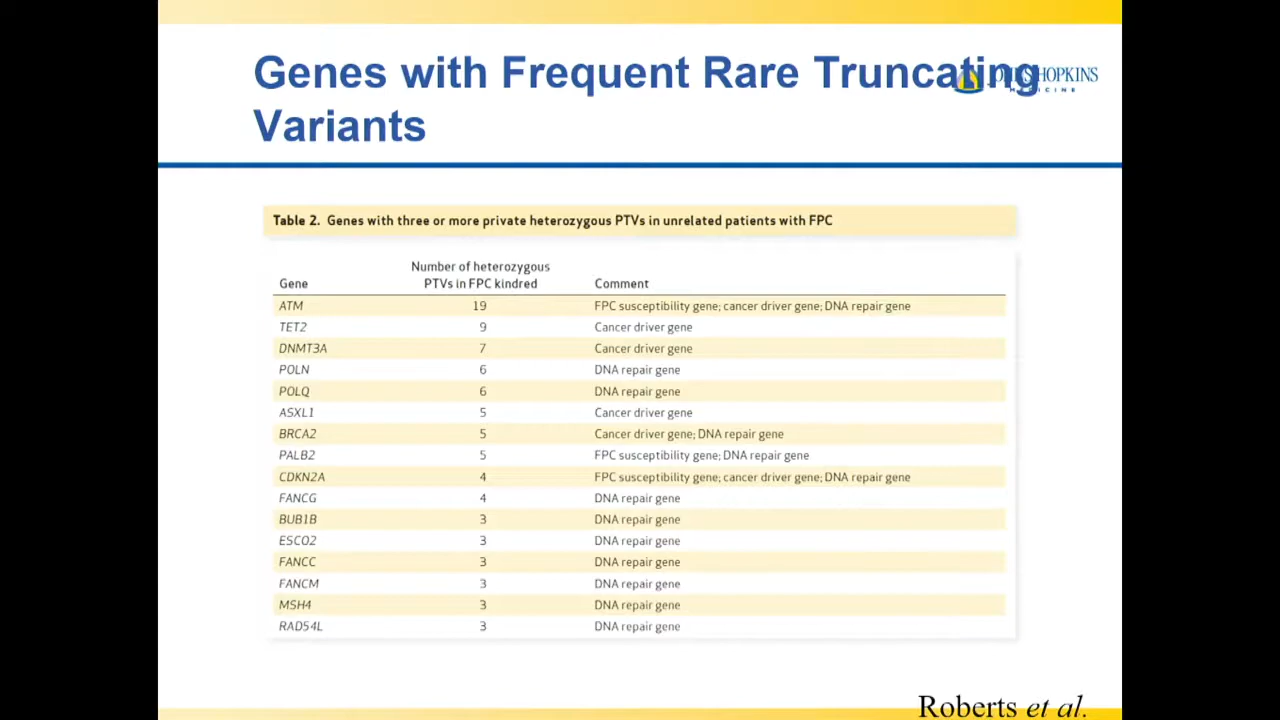 Genes with Frequent Rare Truncating
Variants
HOPKINS
MEDICINE
Table 2. Genes with three or more private heterozygous PTVs in unrelated patients with FPC
Number of heterozygous
Gene PTVs in FPC kindred Comment
ATM 19 FPC susceptibility gene; cancer driver gene; DNA repair gene
TET2 9 Cancer driver gene
DNMT3A 7 Cancer driver gene
POLN 6 DNA repair gene
POLQ 6 DNA repair gene
ASXL1 5 Cancer driver gene
BRCA2 5 Cancer driver gene; DNA repair gene
PALB2 5 FPC susceptibility gene; DNA repair gene
CDKN2A 4 FPC susceptibility gene; cancer driver gene; DNA repair gene
FANCG 4 DNA repair gene
BUB1B 3 DNA repair gene
ESCO2 3 DNA repair gene
FANCC 3 DNA repair gene
FANCM 3 DNA repair gene
MSH4 3 DNA repair gene
RAD54L 3 DNA repair gene
Roberts et al.